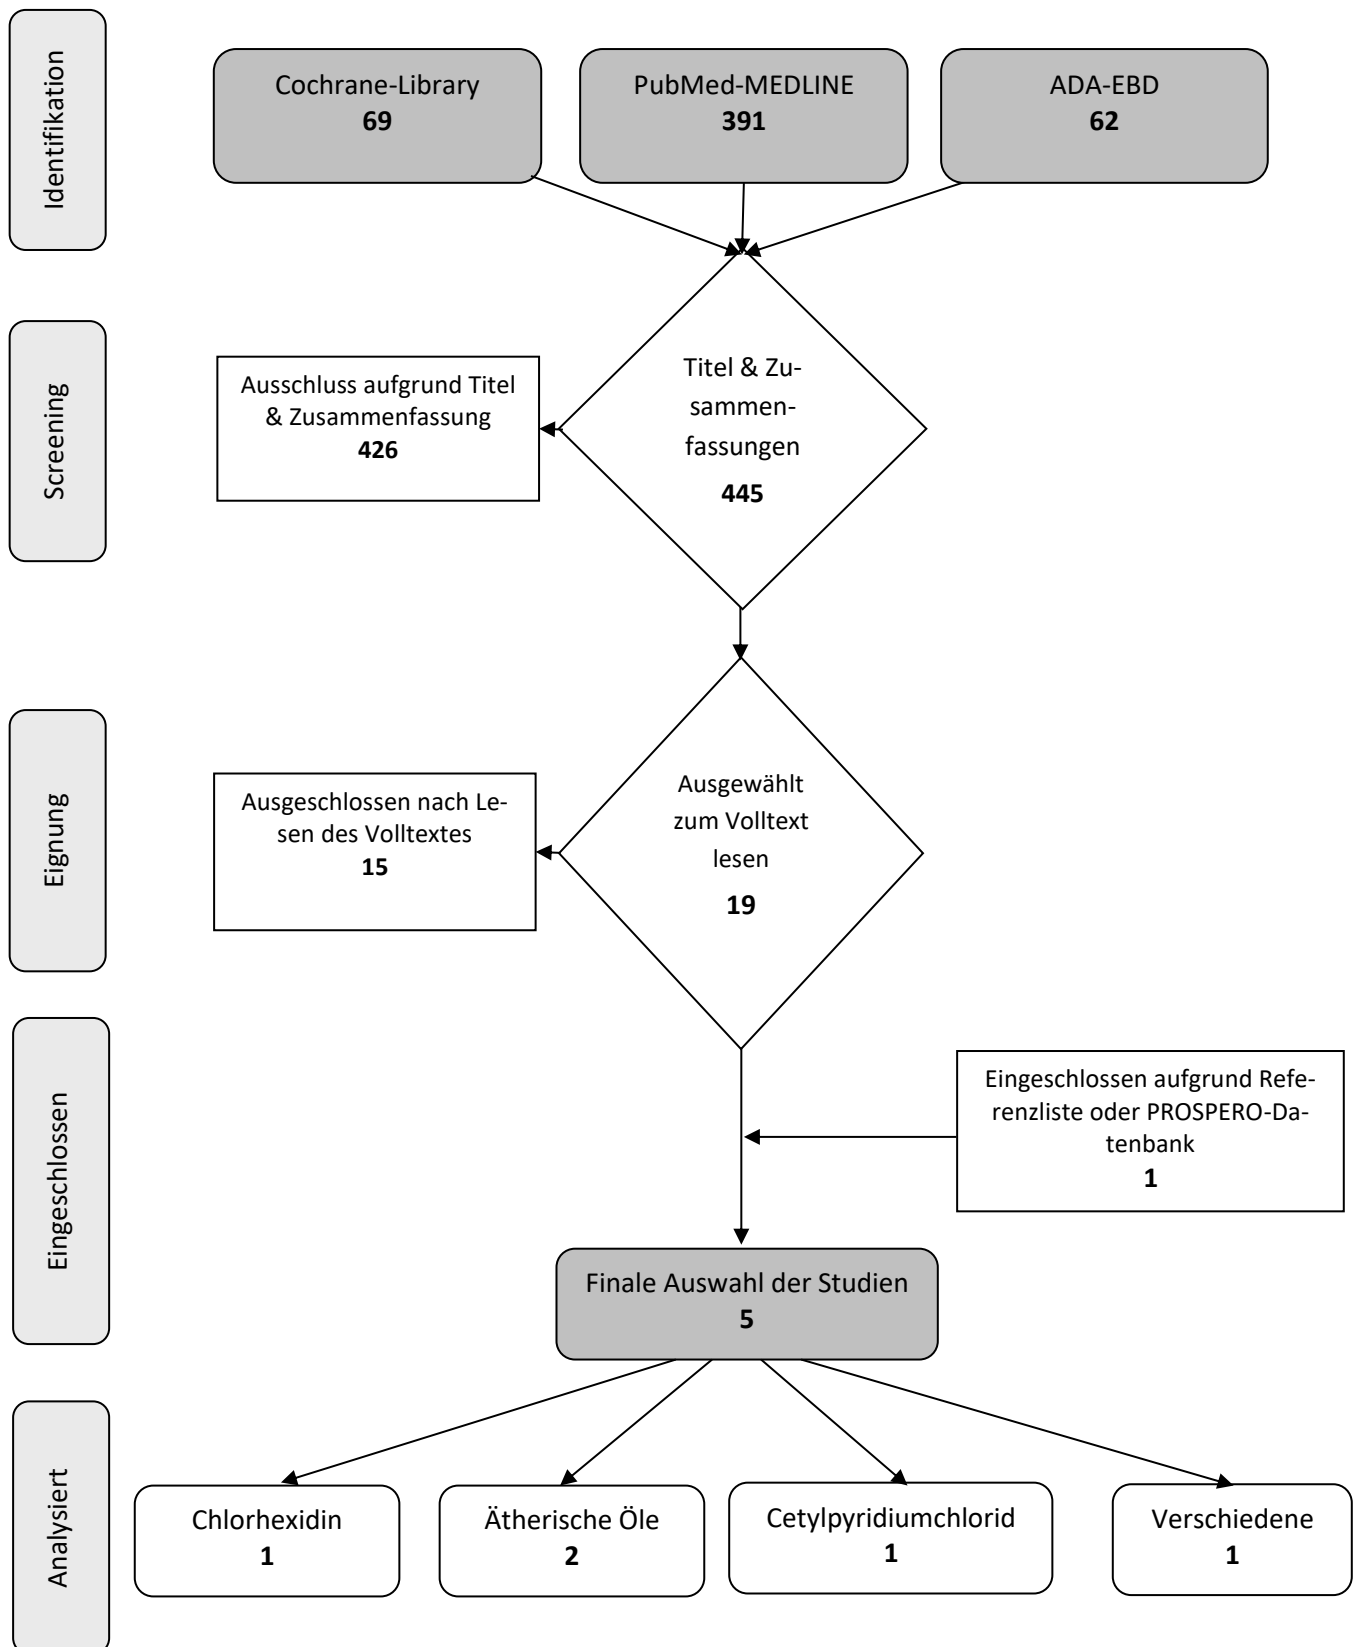 Identifikation
Cochrane-Library
69
PubMed-MEDLINE
391
ADA-EBD
62
Screening
Ausschluss aufgrund Titel
& Zusammenfassung
426
Titel & Zu-
sammen-
fassungen
445
Eignung
Ausgeschlossen nach Le-
sen des Volltextes
15
Ausgewählt
zum Volltext
lesen
19
Eingeschlossen
Eingeschlossen aufgrund Refe-
renzliste oder PROSPERO-Da-
tenbank
1
Finale Auswahl der Studien
5
Analysiert
Chlorhexidin
1
Ätherische Öle
2
Cetylpyridiumchlorid
1
Verschiedene
1